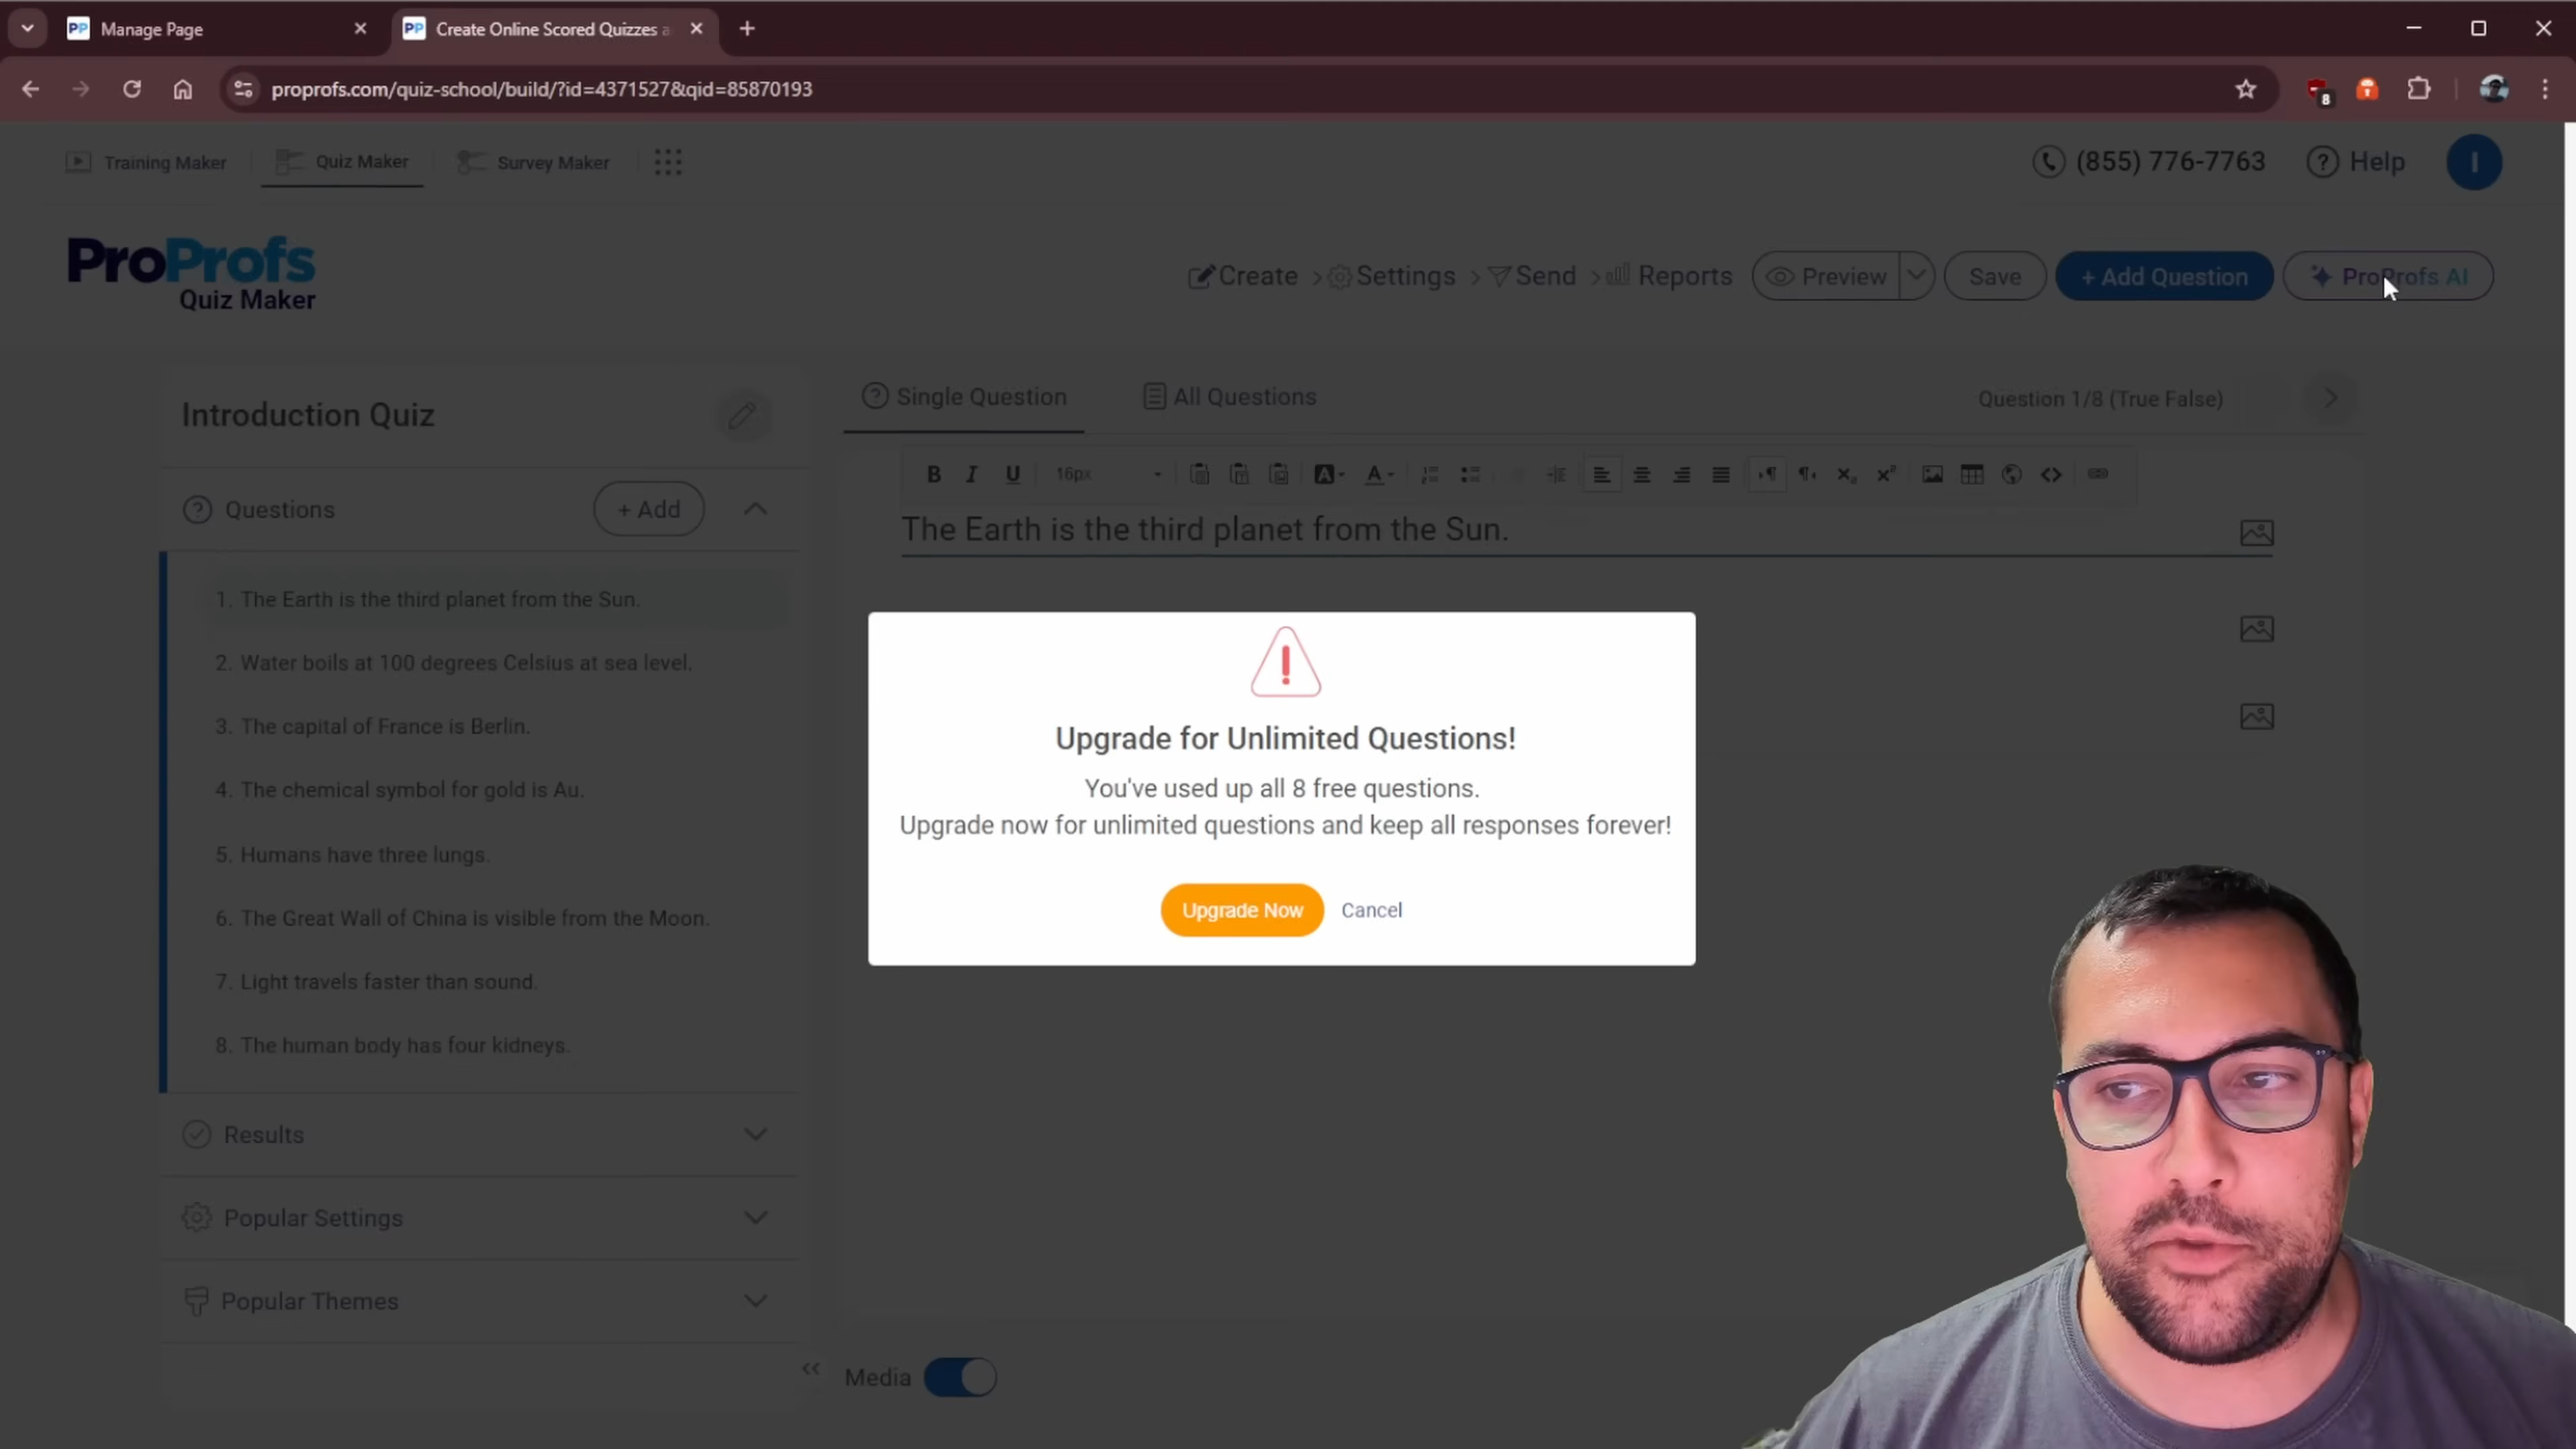 Manage Page
Create Online Scored Quizzes a
proprofs.com/quiz-school/build/?id=4371527&qid=85870193
8
Training Maker
Quiz Maker
Survey Maker
(855) 776-7763
Help
I
ProProfs
Quiz Maker
Create
Settings
Send
Reports
Preview
Save
+ Add Question
ProProfs AI
Introduction Quiz
Single Question
All Questions
Question 1/8 (True False)
B I U 16px
Questions
+ Add
The Earth is the third planet from the Sun.
1. The Earth is the third planet from the Sun.
2. Water boils at 100 degrees Celsius at sea level.
3. The capital of France is Berlin.
4. The chemical symbol for gold is Au.
5. Humans have three lungs.
6. The Great Wall of China is visible from the Moon.
7. Light travels faster than sound.
8. The human body has four kidneys.
Upgrade for Unlimited Questions!
You've used up all 8 free questions.
Upgrade now for unlimited questions and keep all responses forever!
Upgrade Now
Cancel
Results
Popular Settings
Popular Themes
Media